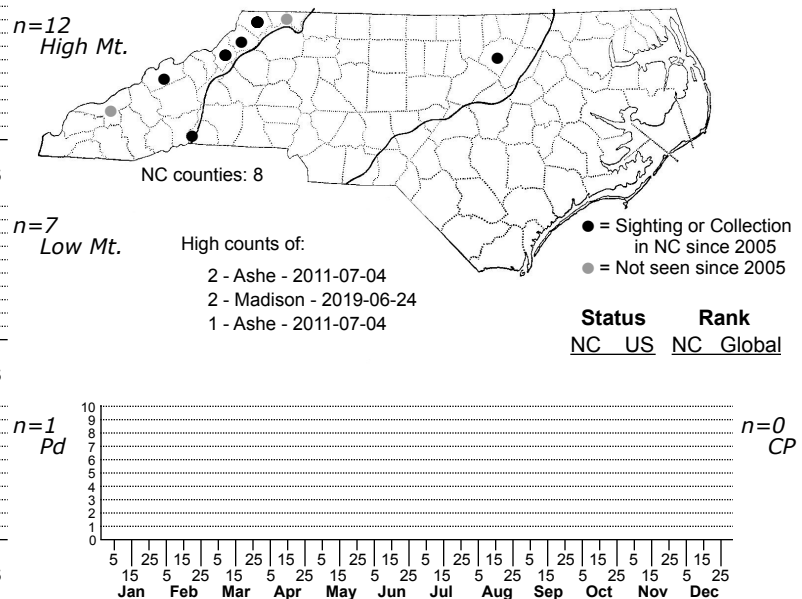 n=12
High Mt.
NC counties: 8
n=7
Low Mt.
High counts of:
2 - Ashe - 2011-07-04
2 - Madison - 2019-06-24
1 - Ashe - 2011-07-04
= Sighting or Collection
in NC since 2005
= Not seen since 2005
Status Rank
NC US NC Global
n=1
Pd
n=0
CP
10
9
8
7
6
5
4
3
2
1
0
5 25 15 5 25 15 5 25 15 5 25 15 5 25 15 5 25 15
15 5 25 15 5 25 15 5 25 15 5 25 15 5 25 15 5 25
Jan Feb Mar Apr May Jun Jul Aug Sep Oct Nov Dec